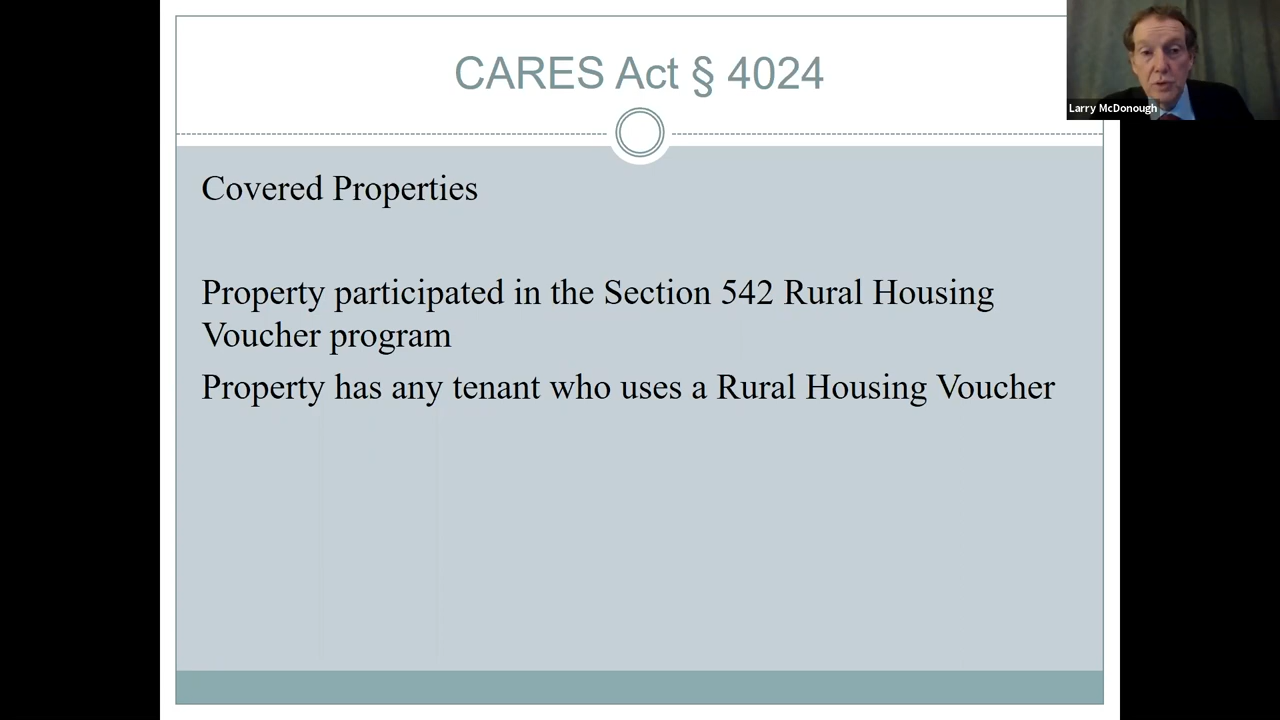 CARES Act § 4024
Larry McDonough
Covered Properties
Property participated in the Section 542 Rural Housing
Voucher program
Property has any tenant who uses a Rural Housing Voucher